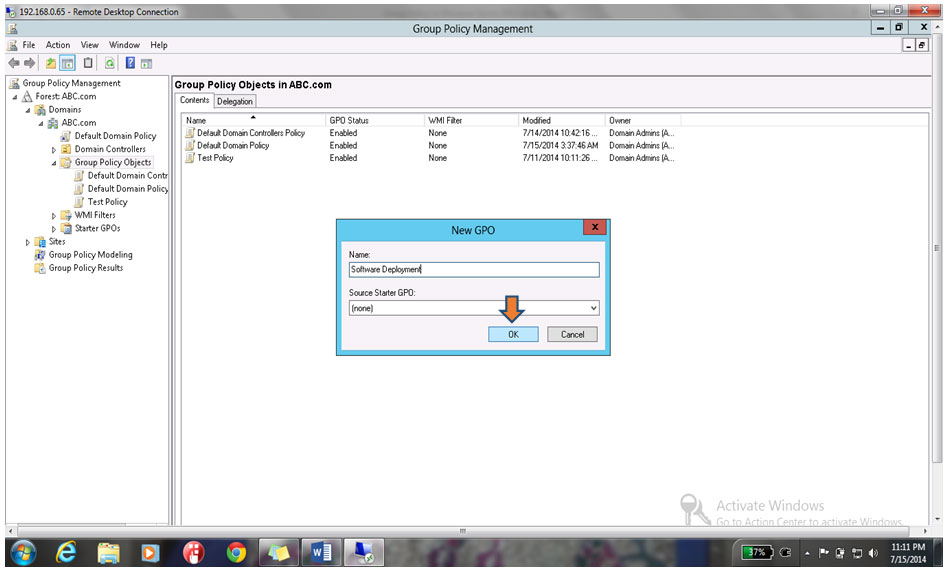 192.168.0.65 - Remote Desktop Connection
Group Policy Management
File Action View Window Help
Group Policy Management
Forest: ABC.com
Domains
ABC.com
Default Domain Policy
Domain Controllers
Group Policy Objects
Default Domain Contr
Default Domain Policy
Test Policy
WMI Filters
Starter GPOs
Sites
Group Policy Modeling
Group Policy Results
Group Policy Objects in ABC.com
Contents Delegation
Name GPO Status WMI Filter Modified Owner
Default Domain Controllers Policy Enabled None 7/14/2014 10:42:16 ... Domain Admins (A...
Default Domain Policy Enabled None 7/15/2014 3:37:46 AM Domain Admins (A...
Test Policy Enabled None 7/11/2014 10:11:26 ... Domain Admins (A...
New GPO
Name:
Software Deployment
Source Starter GPO:
(none)
OK Cancel
Activate Windows
Go to Action Center to activate Windows.
37%
11:11 PM
7/15/2014